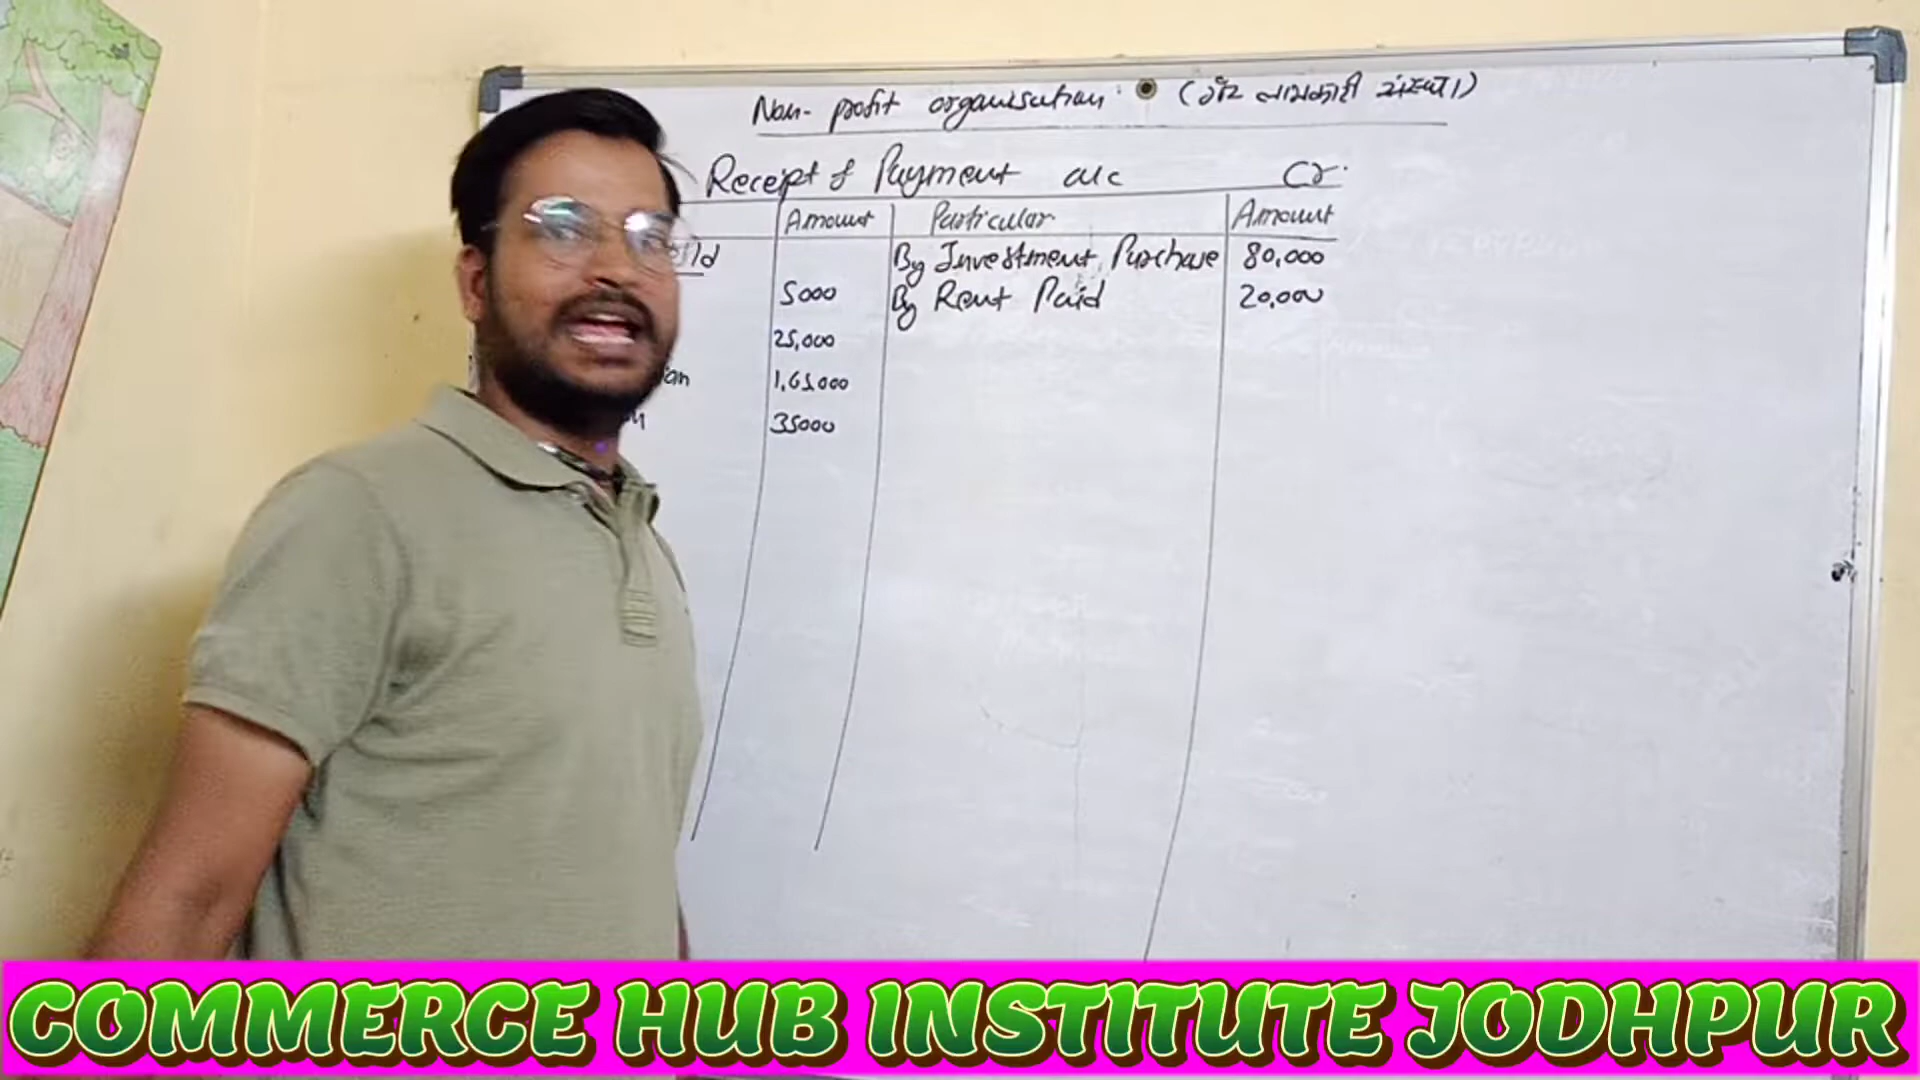 Non-profit organisation (गैर लाभकारी संस्था)
Receipt & Payment a/c Cr.
Amount Particular Amount
b/d By Investment Purchase 80,000
5000 By Rent Paid 20,000
25,000
1,65,000
35000
COMMERCE HUB INSTITUTE JODHPUR